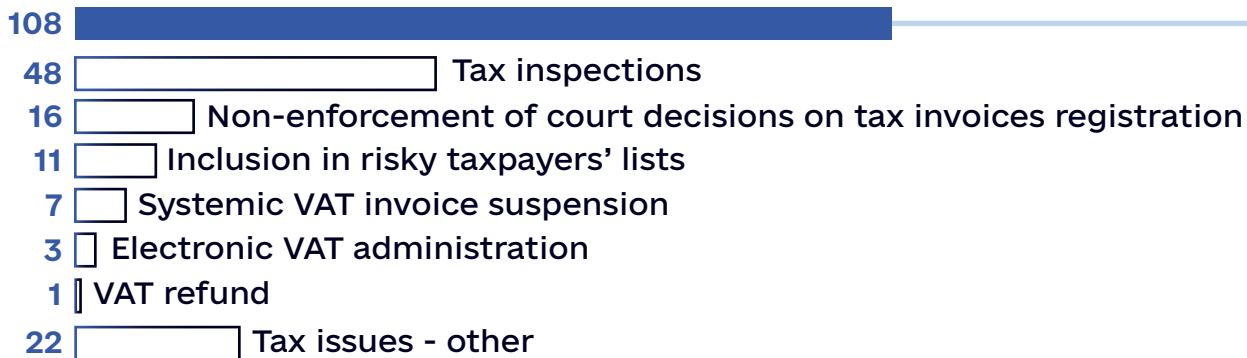 108
48 Tax inspections
16 Non-enforcement of court decisions on tax invoices registration
11 Inclusion in risky taxpayers’ lists
7 Systemic VAT invoice suspension
3 Electronic VAT administration
1 VAT refund
22 Tax issues - other